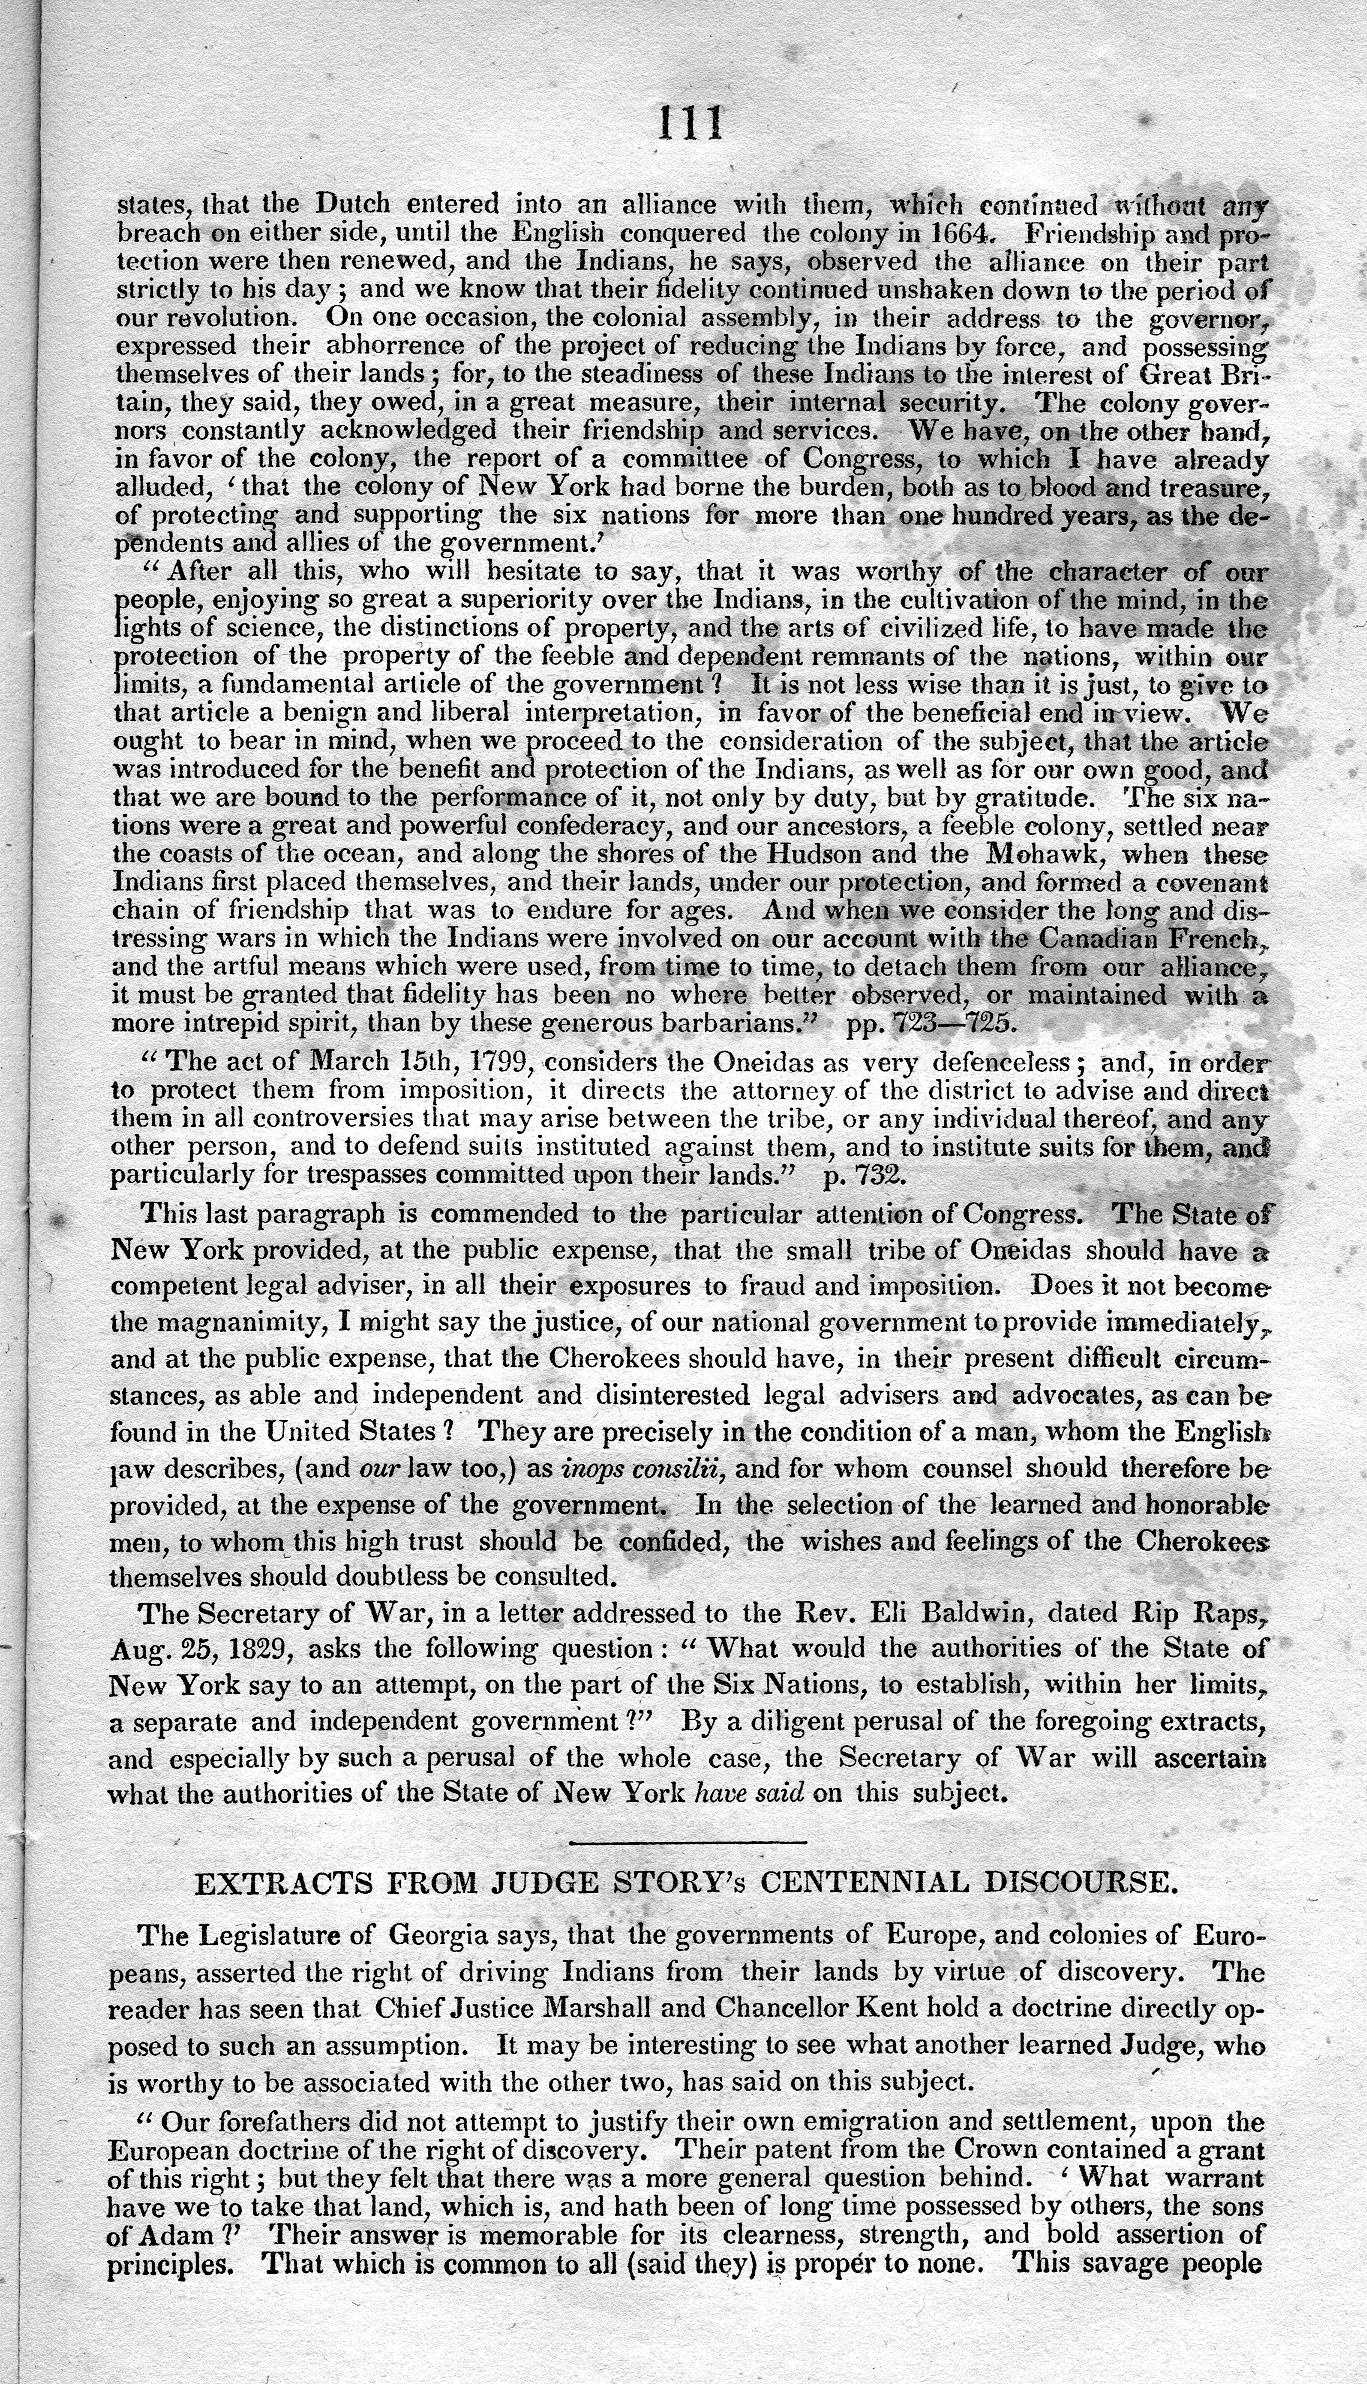 111
states, that the Dutch entered into an alliance with them, which continued without any
breach on either side, until the English conquered the colony in 1664. Friendship and pro-
tection were then renewed, and the Indians, he says, observed the alliance on their part
strictly to his day; and we know that their fidelity continued unshaken down to the period of
our revolution. On one occasion, the colonial assembly, in their address to the governor,
expressed their abhorrence of the project of reducing the Indians by force, and possessing
themselves of their lands; for, to the steadiness of these Indians to the interest of Great Bri-
tain, they said, they owed, in a great measure, their internal security. The colony gover-
nors constantly acknowledged their friendship and services. We have, on the other hand,
in favor of the colony, the report of a committee of Congress, to which I have already
alluded, ‘that the colony of New York had borne the burden, both as to blood and treasure,
of protecting and supporting the six nations for more than one hundred years, as the de-
pendents and allies of the government.’
“After all this, who will hesitate to say, that it was worthy of the character of our
people, enjoying so great a superiority over the Indians, in the cultivation of the mind, in the
lights of science, the distinctions of property, and the arts of civilized life, to have made the
protection of the property of the feeble and dependent remnants of the nations, within our
limits, a fundamental article of the government? It is not less wise than it is just, to give to
that article a benign and liberal interpretation, in favor of the beneficial end in view. We
ought to bear in mind, when we proceed to the consideration of the subject, that the article
was introduced for the benefit and protection of the Indians, as well as for our own good, and
that we are bound to the performance of it, not only by duty, but by gratitude. The six na-
tions were a great and powerful confederacy, and our ancestors, a feeble colony, settled near
the coasts of the ocean, and along the shores of the Hudson and the Mohawk, when these
Indians first placed themselves, and their lands, under our protection, and formed a covenant
chain of friendship that was to endure for ages. And when we consider the long and dis-
tressing wars in which the Indians were involved on our account with the Canadian French,
and the artful means which were used, from time to time, to detach them from our alliance,
it must be granted that fidelity has been no where better observed, or maintained with a
more intrepid spirit, than by these generous barbarians.” pp. 723—725.
“The act of March 15th, 1799, considers the Oneidas as very defenceless; and, in order
to protect them from imposition, it directs the attorney of the district to advise and direct
them in all controversies that may arise between the tribe, or any individual thereof, and any
other person, and to defend suits instituted against them, and to institute suits for them, and
particularly for trespasses committed upon their lands.” p. 732.
This last paragraph is commended to the particular attention of Congress. The State of
New York provided, at the public expense, that the small tribe of Oneidas should have a
competent legal adviser, in all their exposures to fraud and imposition. Does it not become
the magnanimity, I might say the justice, of our national government to provide immediately,
and at the public expense, that the Cherokees should have, in their present difficult circum-
stances, as able and independent and disinterested legal advisers and advocates, as can be
found in the United States? They are precisely in the condition of a man, whom the English
law describes, (and our law too,) as inops consilii, and for whom counsel should therefore be
provided, at the expense of the government. In the selection of the learned and honorable
men, to whom this high trust should be confided, the wishes and feelings of the Cherokees
themselves should doubtless be consulted.
The Secretary of War, in a letter addressed to the Rev. Eli Baldwin, dated Rip Raps,
Aug. 25, 1829, asks the following question: “What would the authorities of the State of
New York say to an attempt, on the part of the Six Nations, to establish, within her limits,
a separate and independent government?” By a diligent perusal of the foregoing extracts,
and especially by such a perusal of the whole case, the Secretary of War will ascertain
what the authorities of the State of New York have said on this subject.
EXTRACTS FROM JUDGE STORY’s CENTENNIAL DISCOURSE.
The Legislature of Georgia says, that the governments of Europe, and colonies of Euro-
peans, asserted the right of driving Indians from their lands by virtue of discovery. The
reader has seen that Chief Justice Marshall and Chancellor Kent hold a doctrine directly op-
posed to such an assumption. It may be interesting to see what another learned Judge, who
is worthy to be associated with the other two, has said on this subject.
“Our forefathers did not attempt to justify their own emigration and settlement, upon the
European doctrine of the right of discovery. Their patent from the Crown contained a grant
of this right; but they felt that there was a more general question behind. ‘What warrant
have we to take that land, which is, and hath been of long time possessed by others, the sons
of Adam?’ Their answer is memorable for its clearness, strength, and bold assertion of
principles. That which is common to all (said they) is proper to none. This savage people